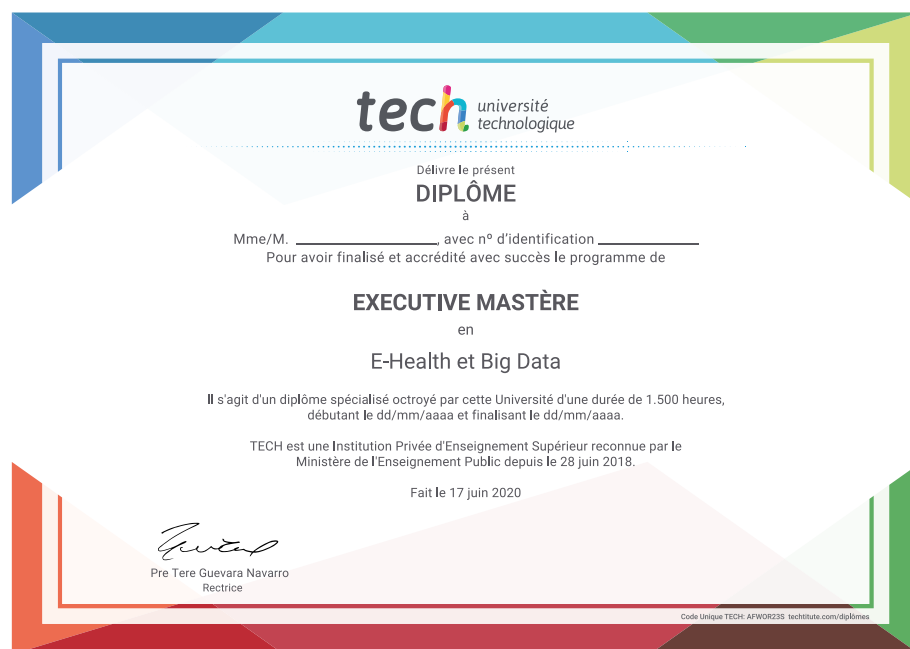 tech université
technologique
Délivre le présent
DIPLÔME
à
Mme/M. ____________________, avec nº d'identification ______________
Pour avoir finalisé et accrédité avec succès le programme de
EXECUTIVE MASTÈRE
en
E-Health et Big Data
Il s'agit d'un diplôme spécialisé octroyé par cette Université d'une durée de 1.500 heures,
débutant le dd/mm/aaaa et finalisant le dd/mm/aaaa.
TECH est une Institution Privée d'Enseignement Supérieur reconnue par le
Ministère de l'Enseignement Public depuis le 28 juin 2018.
Fait le 17 juin 2020
Pre Tere Guevara Navarro
Rectrice
Code Unique TECH: AFWOR23S techtitute.com/diplômes